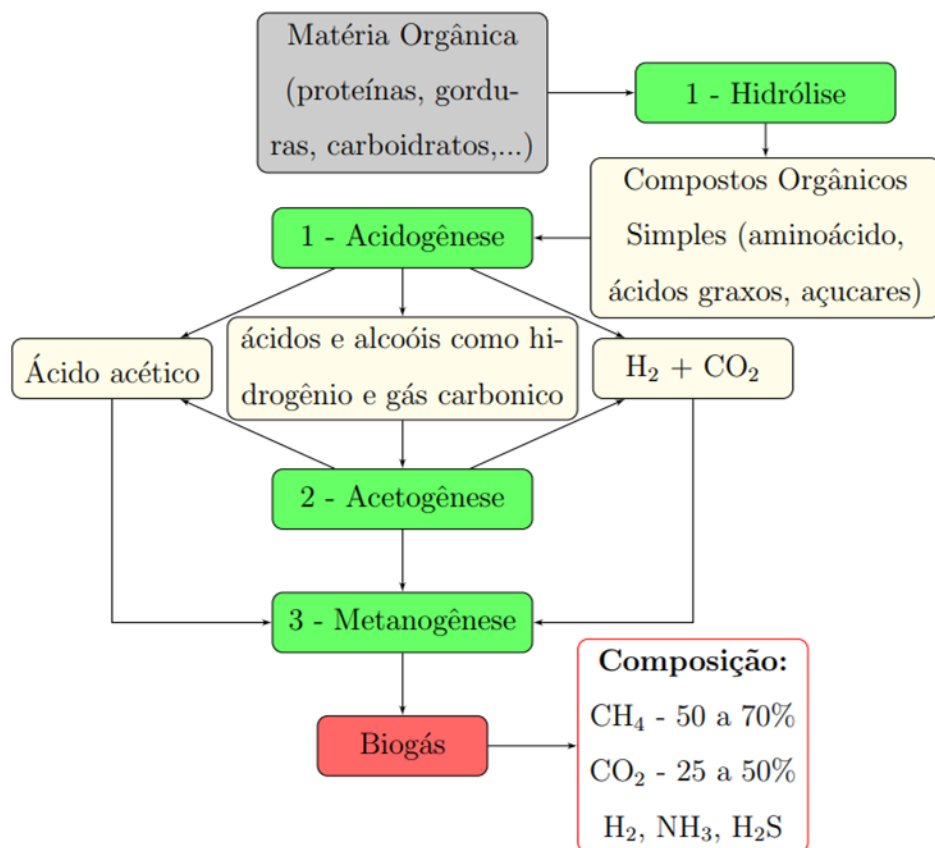 Matéria Orgânica
(proteínas, gordu-
ras, carboidratos,...)
1 - Hidrólise
Compostos Orgânicos
Simples (aminoácido,
ácidos graxos, açucares)
1 - Acidogênese
Ácido acético
ácidos e alcoóis como hi-
drogênio e gás carbonico
H₂ + CO₂
2 - Acetogênese
3 - Metanogênese
Biogás
Composição:
CH₄ - 50 a 70%
CO₂ - 25 a 50%
H₂, NH₃, H₂S